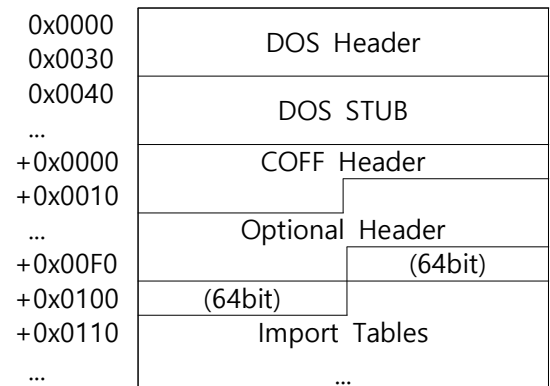 0x0000
DOS Header
0x0030
0x0040
DOS STUB
...
+0x0000 COFF Header
+0x0010
... Optional Header
+0x00F0 (64bit)
+0x0100 (64bit)
+0x0110 Import Tables
... ...